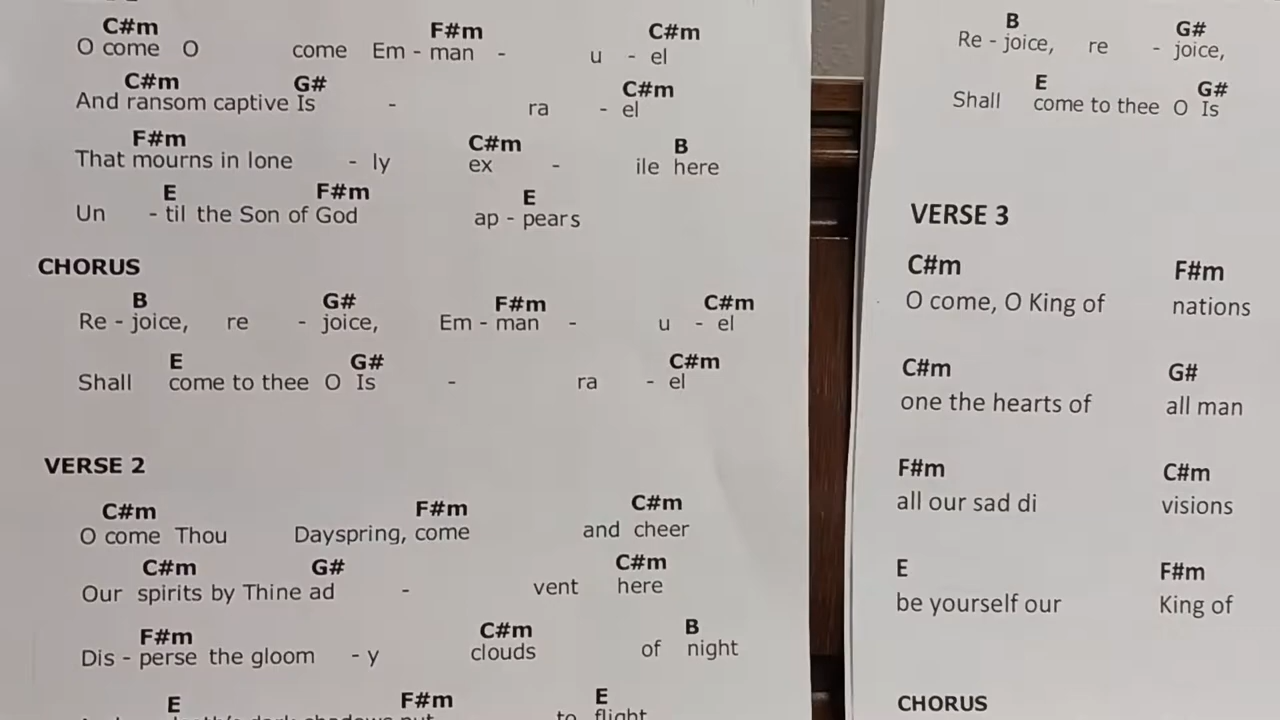 C#m F#m C#m
O come O come Em - man - u - el
C#m G# C#m
And ransom captive Is - ra - el
F#m C#m B
That mourns in lone - ly ex - ile here
E F#m E
Un - til the Son of God ap - pears
CHORUS
B G# F#m C#m
Re - joice, re - joice, Em - man - u - el
E G# C#m
Shall come to thee O Is - ra - el
VERSE 2
C#m F#m C#m
O come Thou Dayspring, come and cheer
C#m G# C#m
Our spirits by Thine ad - vent here
F#m C#m B
Dis - perse the gloom - y clouds of night
E F#m E
to flight
B G#
Re - joice, re - joice,
E G#
Shall come to thee O Is
VERSE 3
C#m F#m
O come, O King of nations
C#m G#
one the hearts of all man
F#m C#m
all our sad di visions
E F#m
be yourself our King of
CHORUS